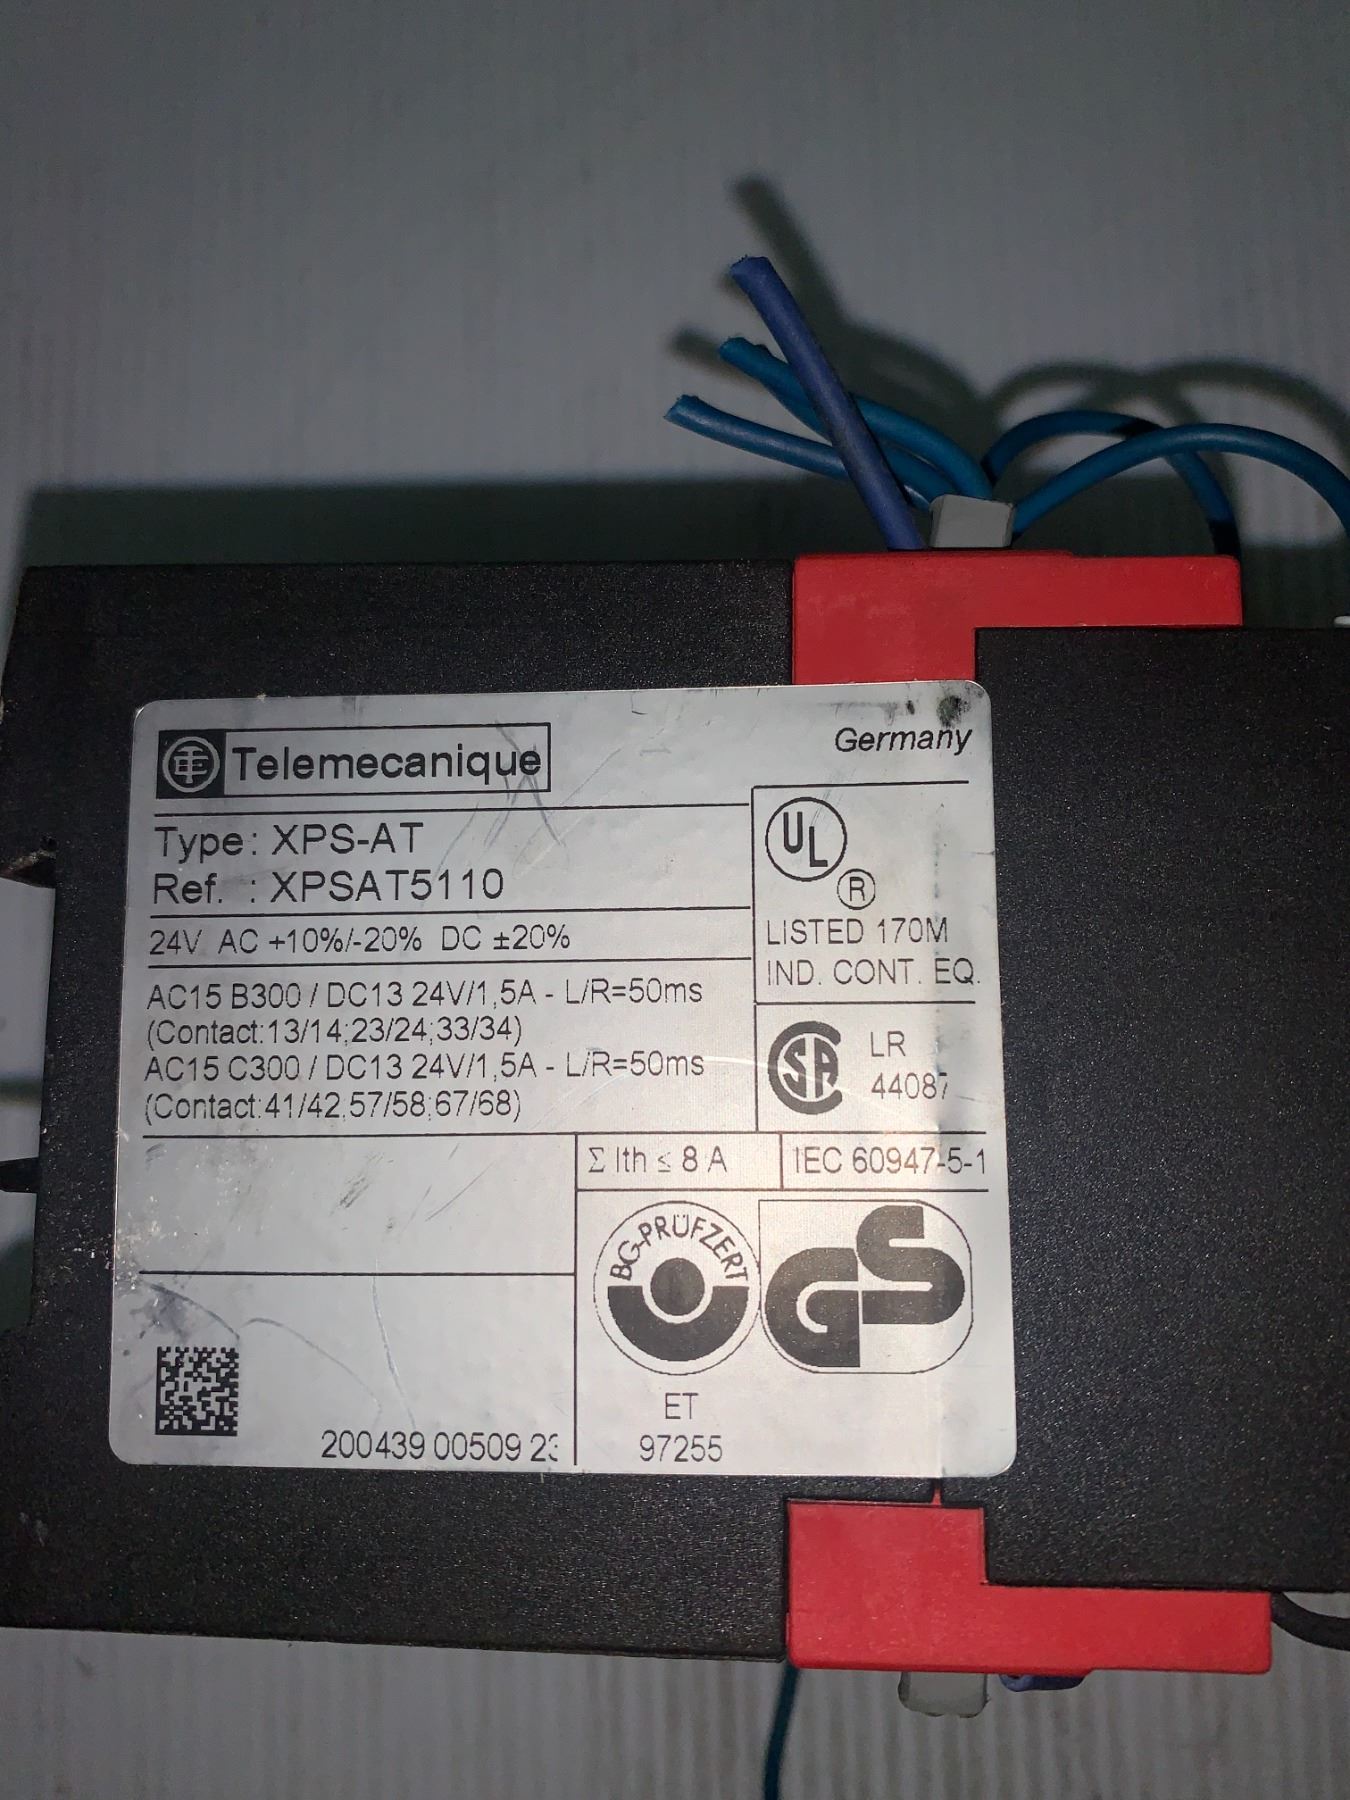 Telemecanique
Germany
Type: XPS-AT
Ref. : XPSAT5110
24V AC +10%/-20% DC ±20%
AC15 B300 / DC13 24V/1,5A - L/R=50ms
(Contact:13/14;23/24;33/34)
AC15 C300 / DC13 24V/1,5A - L/R=50ms
(Contact:41/42,57/58;67/68)
UL
®
LISTED 170M
IND. CONT. EQ.
SA
LR
44087
Σ Ith ≤ 8 A
IEC 60947-5-1
BG-PRÜFZERT
GS
ET
97255
200439 00509